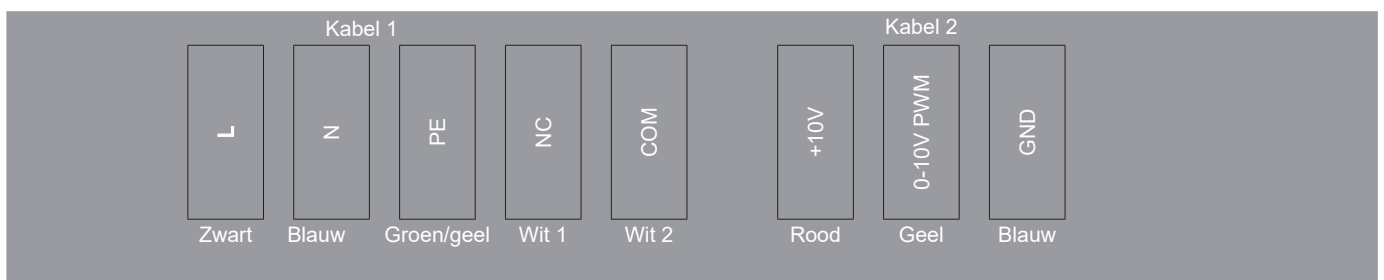 Kabel 1
Kabel 2
L
N
PE
NC
COM
+10V
0-10V PWM
GND
Zwart
Blauw
Groen/geel
Wit 1
Wit 2
Rood
Geel
Blauw